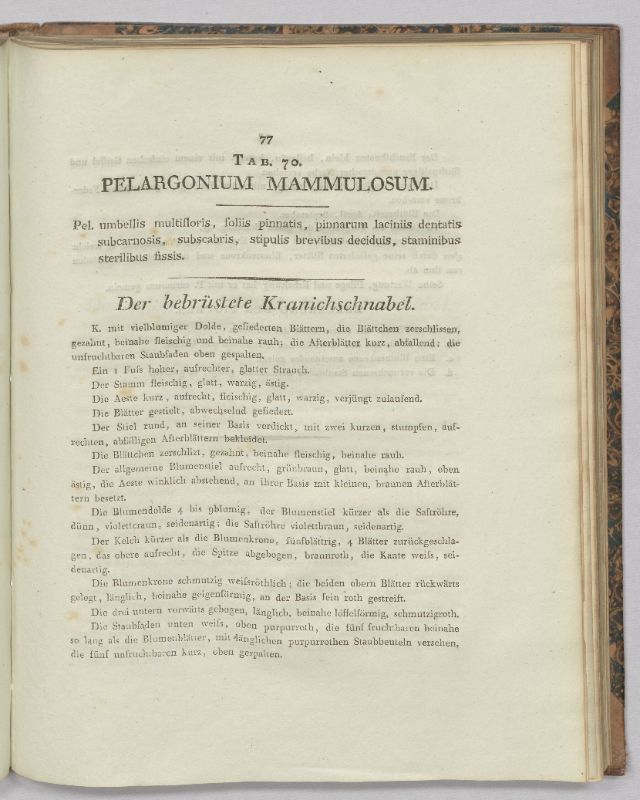 77
TAB. 70.
PELARGONIUM MAMMULOSUM.
Pel. umbellis multifloris, foliis pinnatis, pinnarum laciniis dentatis
subcarnosis, subscabris, stipulis brevibus deciduis, staminibus
sterilibus fissis.
Der bebrüstete Kranichschnabel.
K. mit vielblumiger Dolde, gefiederten Blättern, die Blättchen zerschlissen,
gezahnt, beinahe fleischig und beinahe rauh; die Afterblätter kurz, abfallend; die
unfruchtbaren Staubfaden oben gespalten.
Ein 1 Fuſs hoher, aufrechter, glatter Strauch.
Der Stamm fleischig, glatt, warzig, ästig.
Die Aeste kurz, aufrecht, fleischig, glatt, warzig, verjüngt zulaufend.
Die Blätter gestielt, abwechselud gefiedert.
Der Stiel rund, an seiner Basis verdickt, mit zwei kurzen, stumpfen, auf-
rechten, abfälligen Afterblättern bekleidet.
Die Blättchen zerschlizt, gezahnt, beinahe fleischig, beinahe rauh.
Der allgemeine Blumenstiel aufrecht, grünbraun, glatt, beinahe rauh, oben
ästig, die Aeste winklich abstehend, an ihrer Basis mit kleinen, braunen Afterblät-
tern besetzt.
Die Blumendolde 4 bis 9blumig, der Blumenstiel kürzer als die Saftröhre,
dünn, violettcraun, seidenartig; die Saftröhre violettbraun, seidenartig.
Der Kelch kürzer als die Blumenkrone, fünfblättrig, 4 Blätter zurückgeschla-
gen, das obere aufrecht, die Spitze abgebogen, braunroth, die Kante weiſs, sei-
denartig.
Die Blumenkrone schmutzig weiſsröthlich; die beiden obern Blätter rückwärts
gelegt, länglich, beinahe geigenförmig, an der Basis fein roth gestreift.
Die drei untern vorwärts gebogen, länglich, beinahe löffelförmig, schmutzigroth.
Die Staubfäden unten weiſs, oben purpurroth, die fünf fruchtbaren beinahe
so lang als die Blumenblätter, mit länglichen purpurrothen Staubbeuteln versehen,
die fünf unfruchtbaren kurz, oben gespalten.